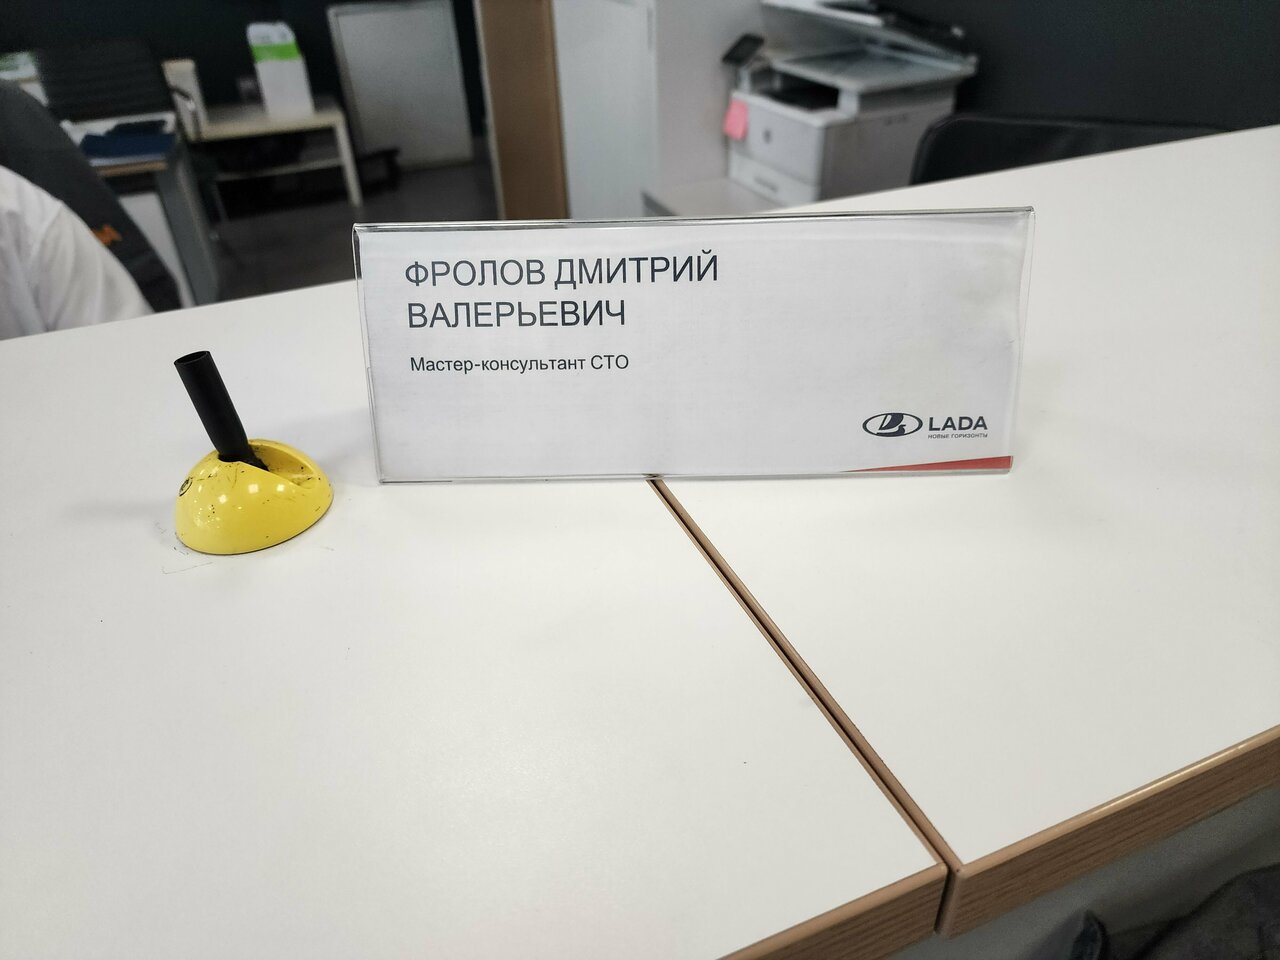 ФРОЛОВ ДМИТРИЙ
ВАЛЕРЬЕВИЧ
Мастер-консультант СТО
LADA
НОВЫЕ ГОРИЗОНТЫ